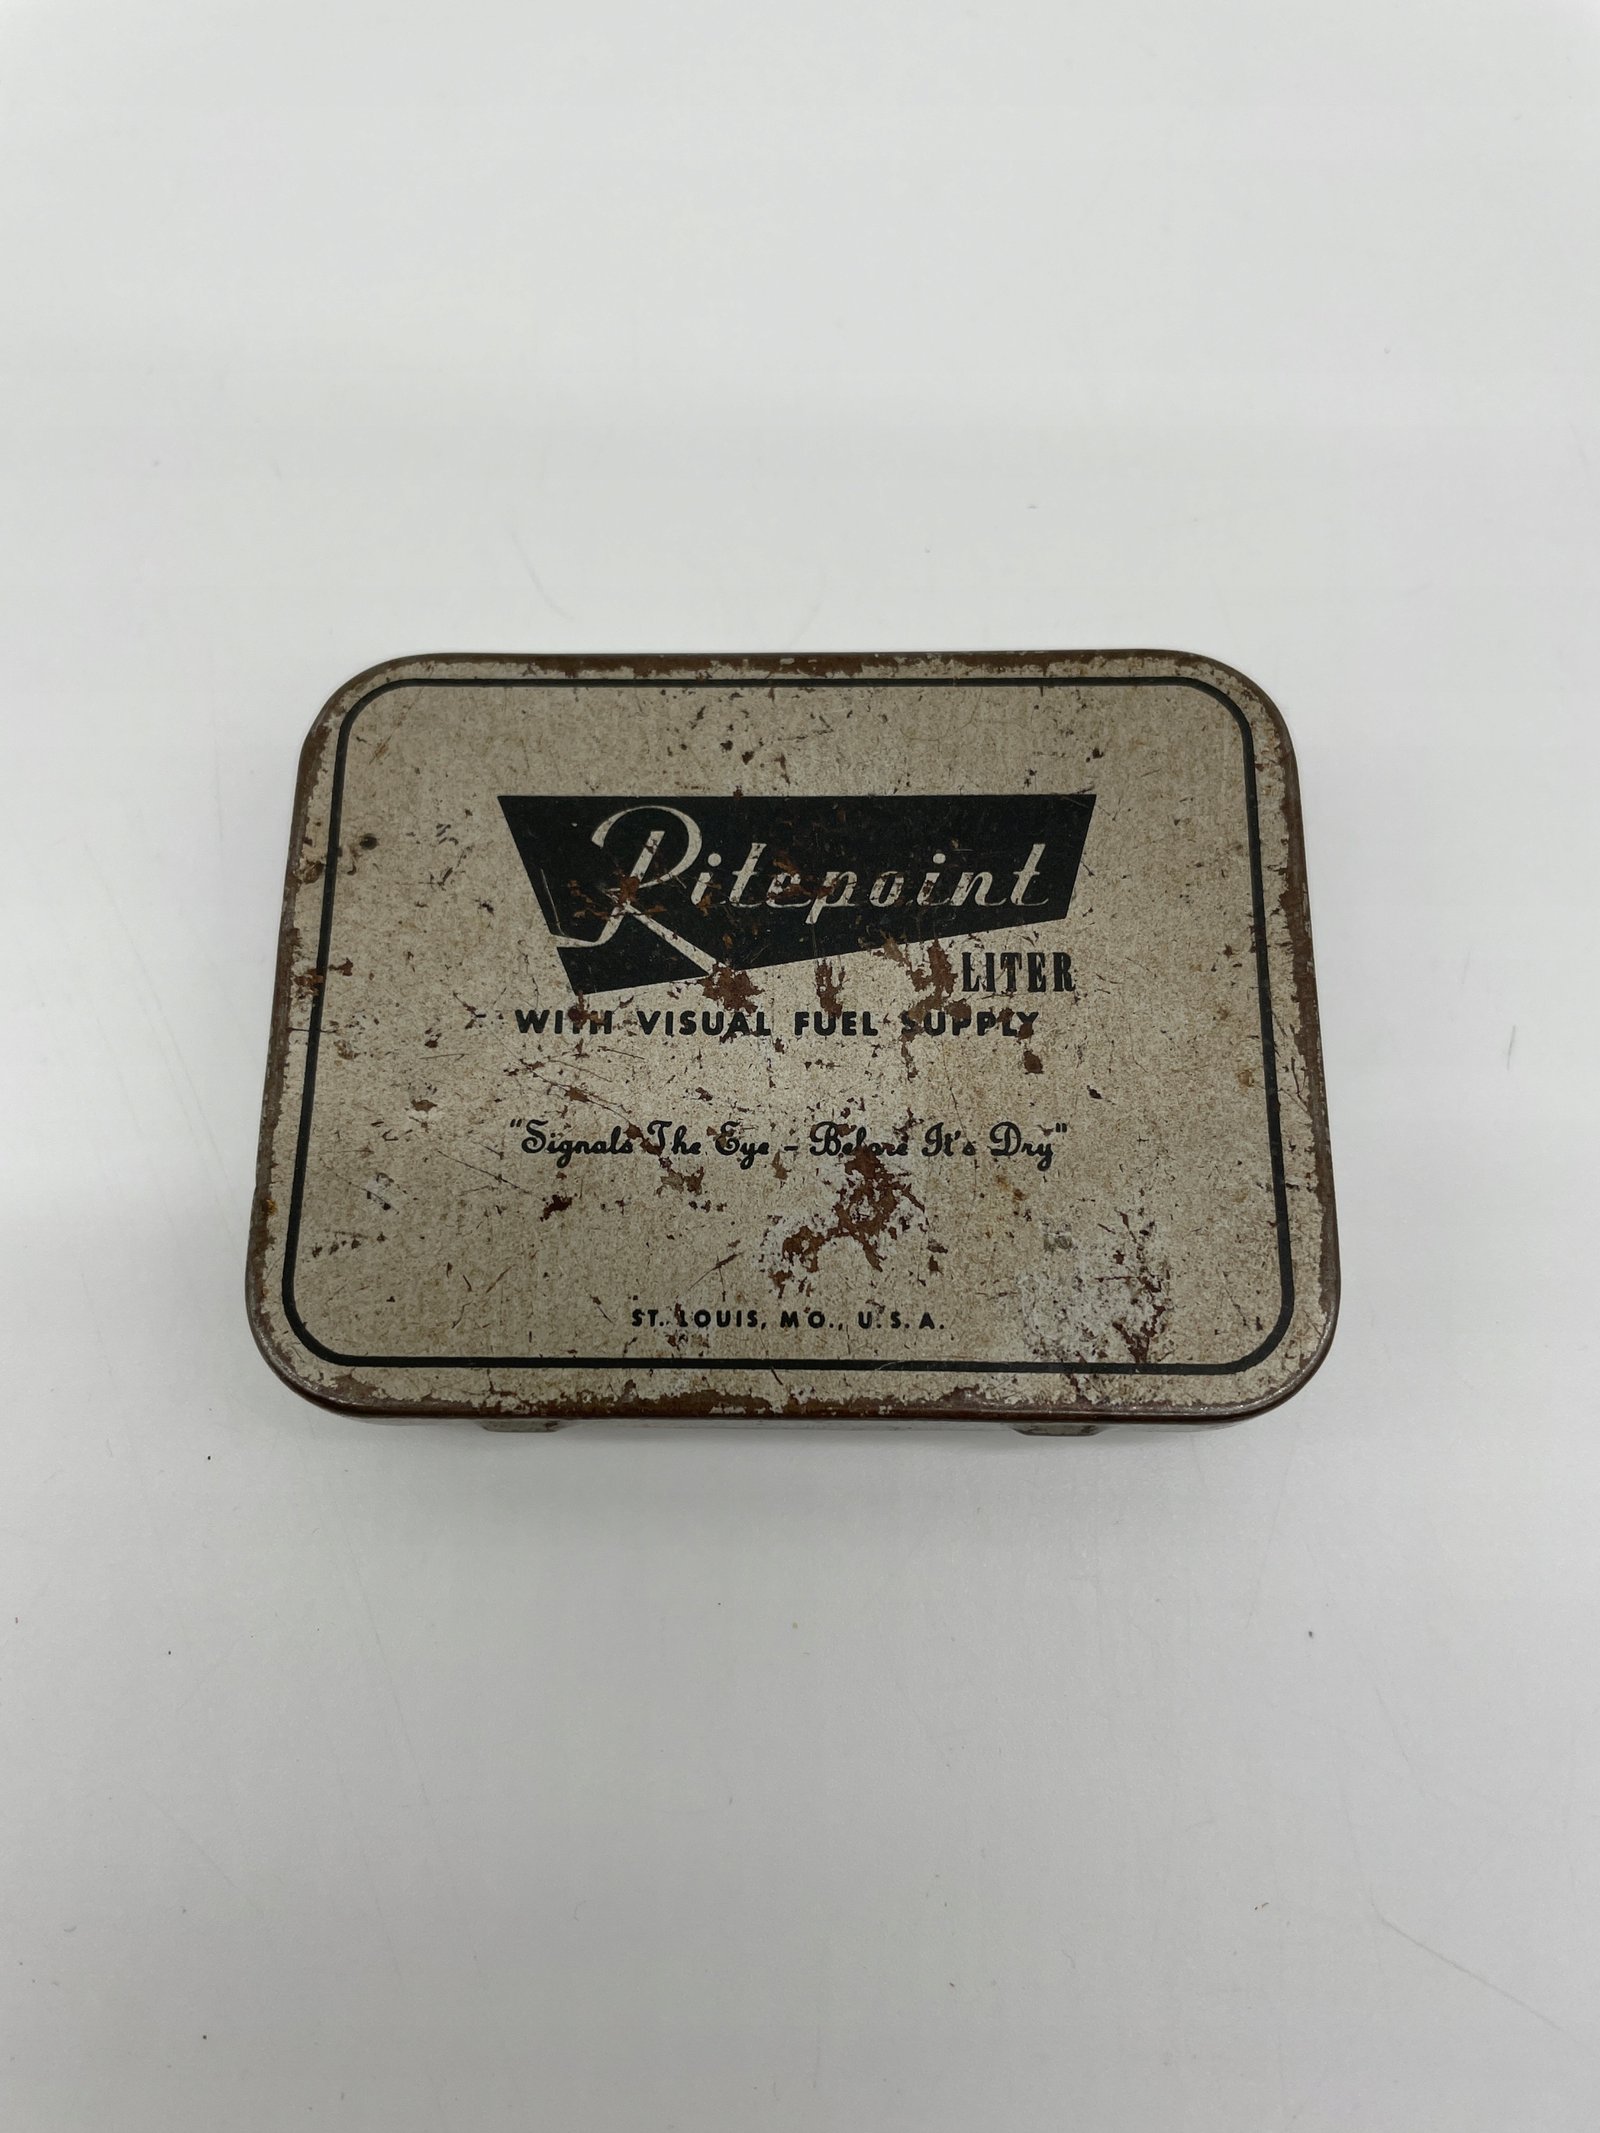 Ritepoint
LITER
WITH VISUAL FUEL SUPPLY
"Signals The Eye - Before It's Dry"
ST. LOUIS, MO., U.S.A.